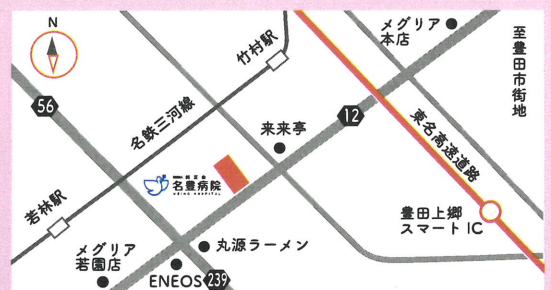 N
メグリア
本店
至豊田市街地
竹村駅
56
名鉄三河線
12
来来亭
東名高速道路
名豊病院
MEIHO HOSPITAL
若林駅
豊田上郷
スマートIC
メグリア
若園店
丸源ラーメン
ENEOS
239